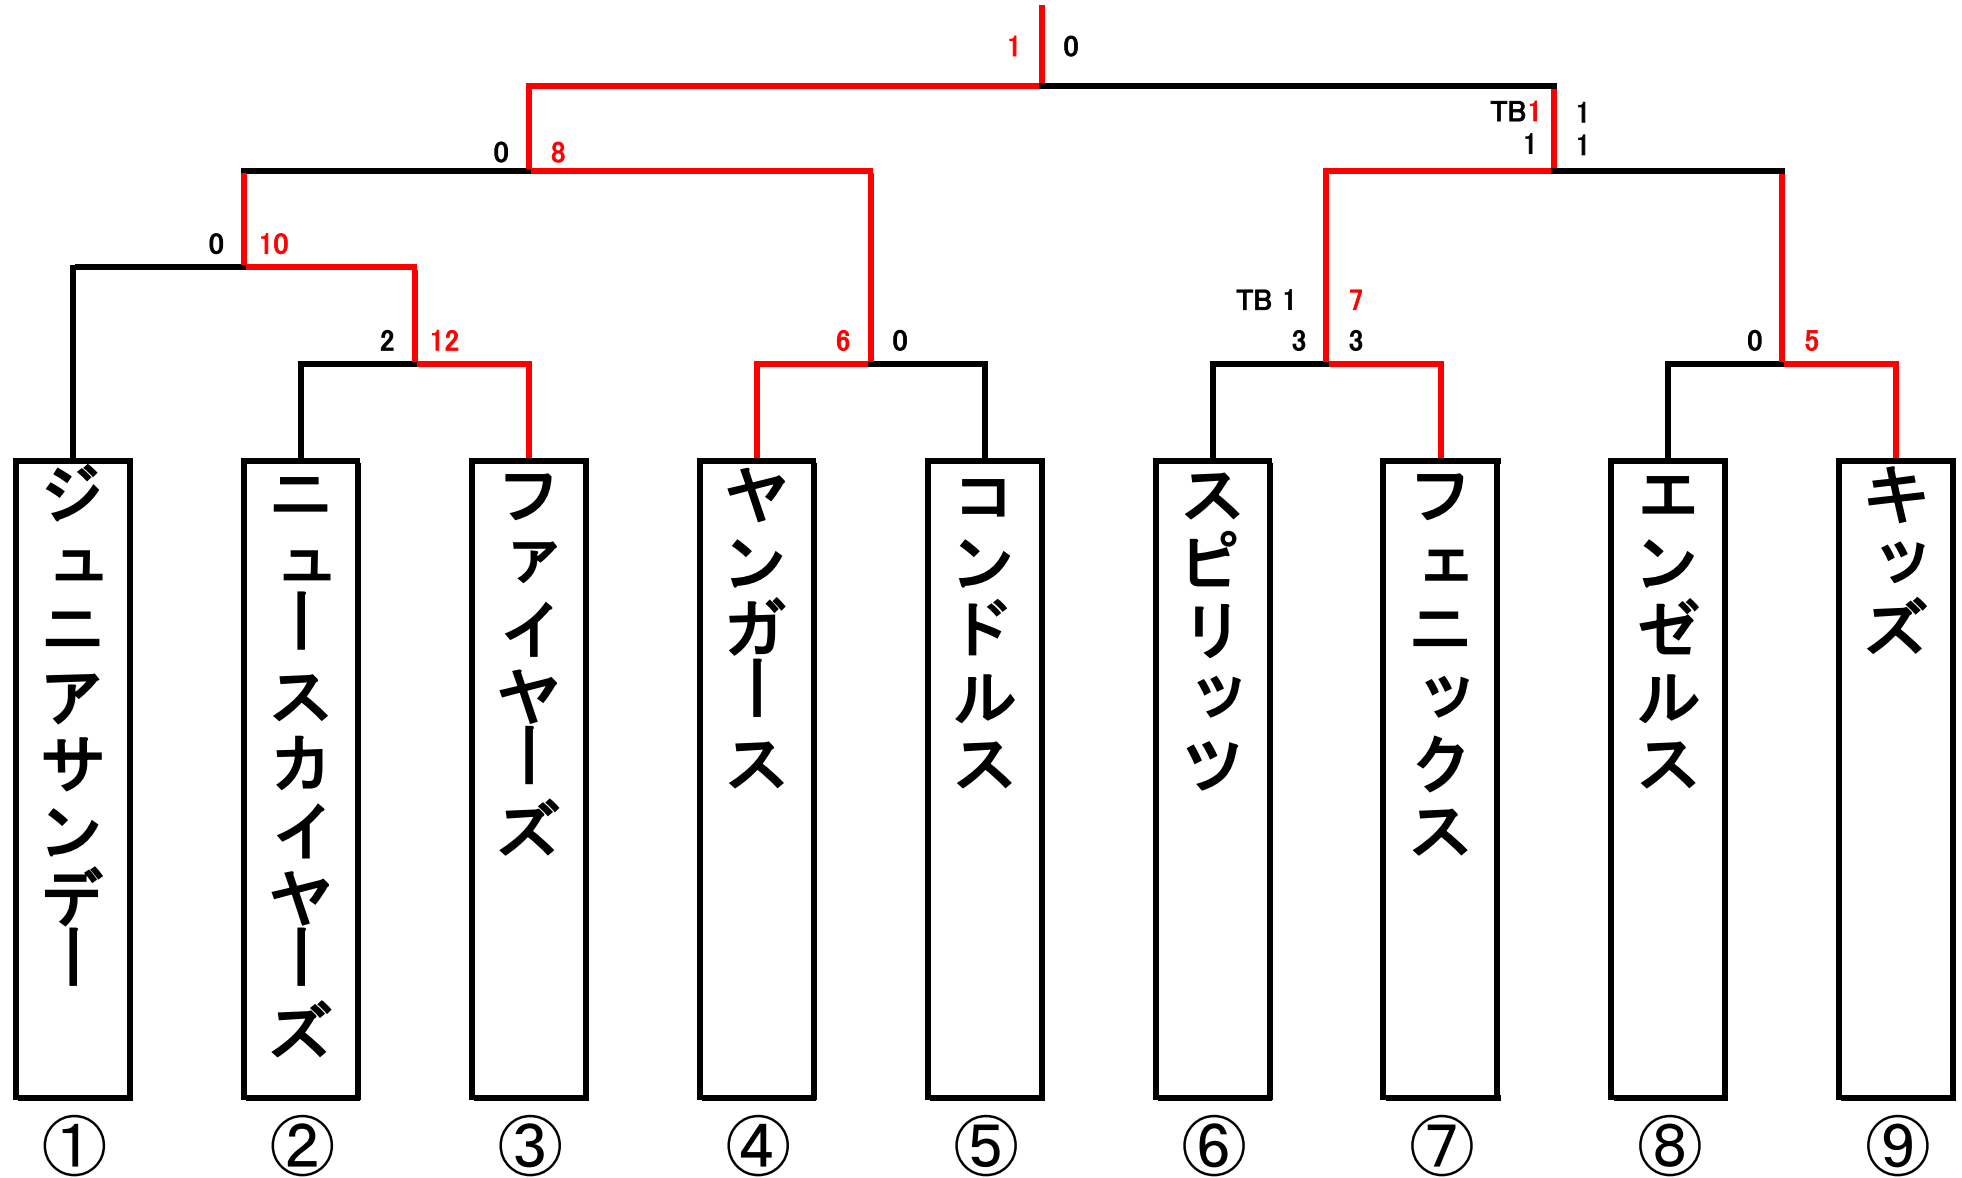 1 0
TB1 1
1 1
0 8
0 10
TB 1 7
2 12
6 0
3 3
0 5
ジュニアサンデー
ニュースカイヤーズ
ファイヤーズ
ヤンガース
コンドルス
スピリッツ
フェニックス
エンゼルス
キッズ
① ② ③ ④ ⑤ ⑥ ⑦ ⑧ ⑨